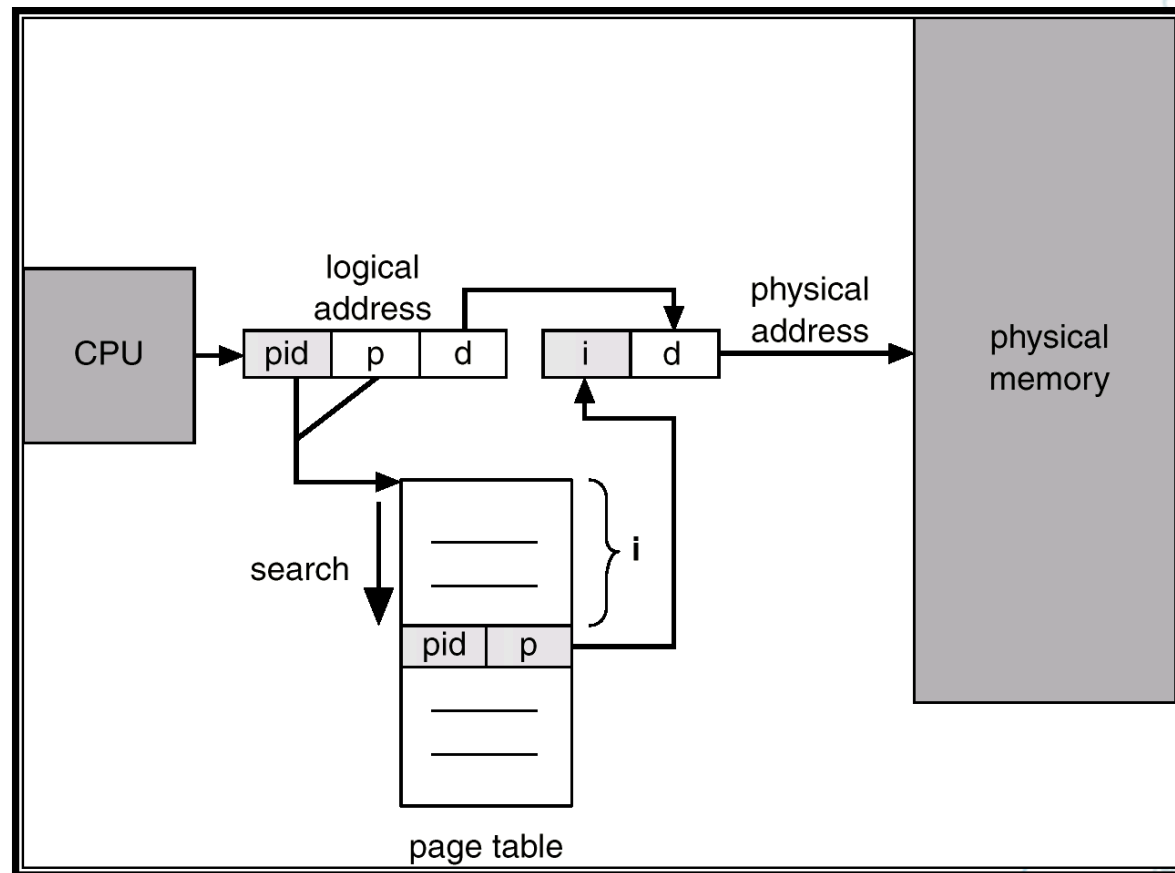 logical
address
physical
address
CPU
pid
p
d
i
d
physical
memory
search
i
pid
p
page table